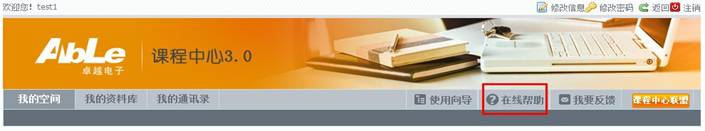 欢迎您！test1 修改信息 修改密码 返回 注销
AbLe 卓越电子 课程中心3.0
我的空间 我的资料库 我的通讯录 使用向导 在线帮助 我要反馈 课程中心联盟